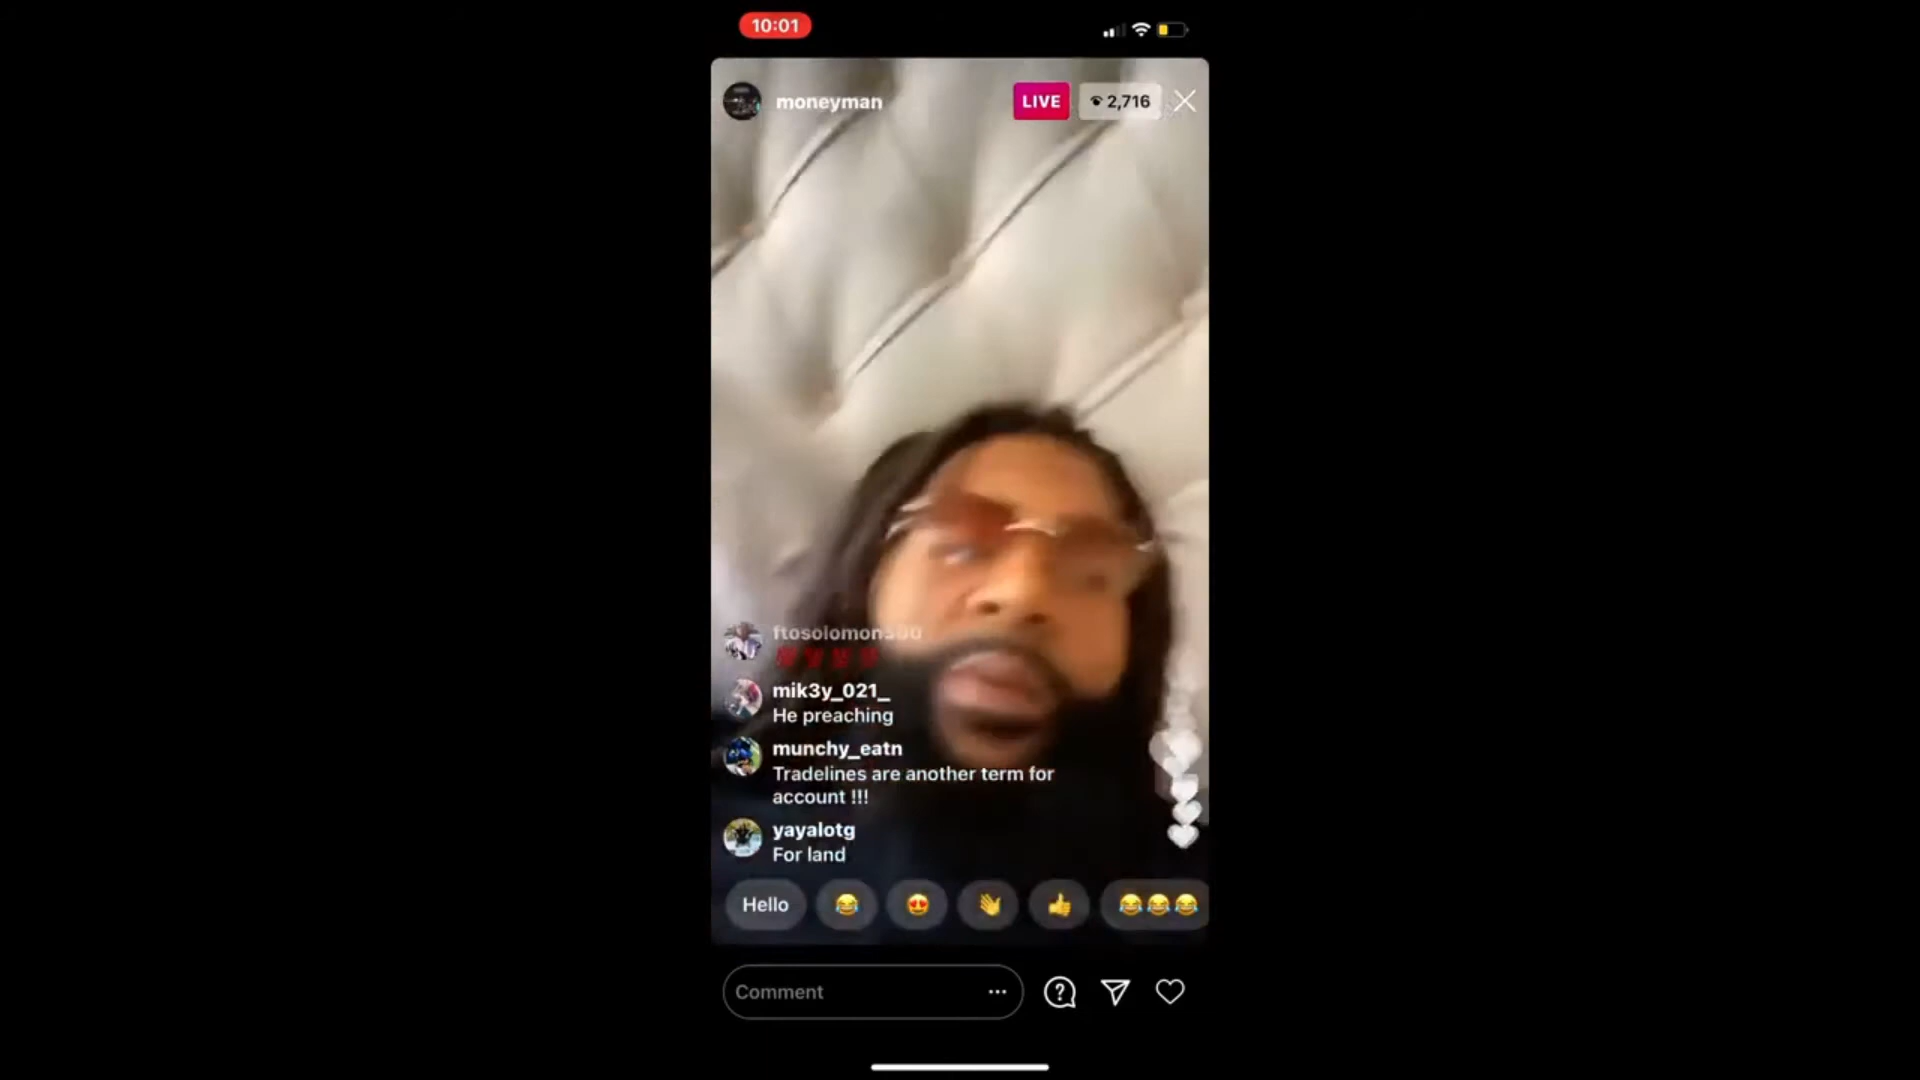 10:01
moneyman
LIVE
2,716
mik3y_021_
He preaching
munchy_eatn
Tradelines are another term for
account !!!
yayalotg
For land
Hello
Comment